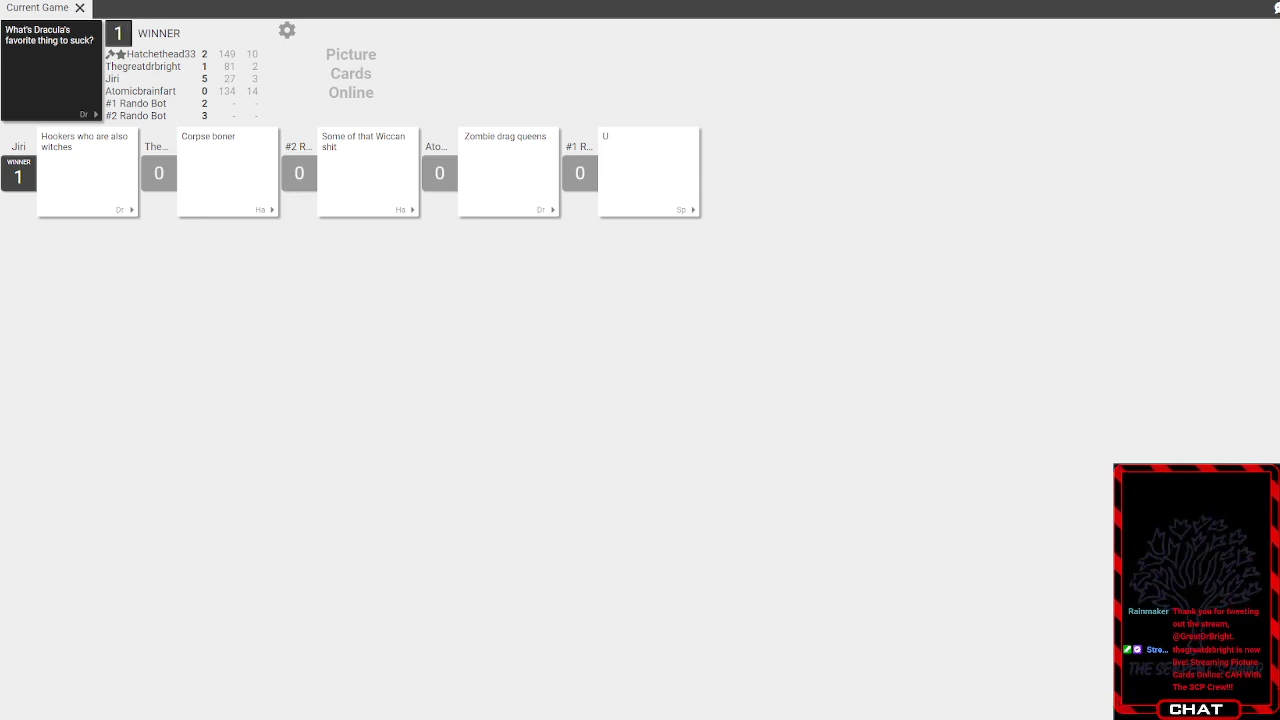 Current Game
What's Dracula's
favorite thing to suck?
Dr
1 WINNER
Hatchethead33 2 149 10
Thegreatdrbright 1 81 2
Jiri 5 27 3
Atomicbrainfart 0 134 14
#1 Rando Bot 2 - -
#2 Rando Bot 3 - -
Picture
Cards
Online
Jiri
WINNER
1
Hookers who are also
witches
Dr
The...
0
Corpse boner
Ha
#2 R...
0
Some of that Wiccan
shit
Ha
Ato...
0
Zombie drag queens
Dr
#1 R...
0
U
Sp
Rainmaker Thank you for tweeting
out the stream,
@GreatDrBright.
Stre... thegreatdrbright is now
live! Streaming Picture
Cards Online: CAH With
The SCP Crew!!!
THE SERPENT'S HAND
CHAT